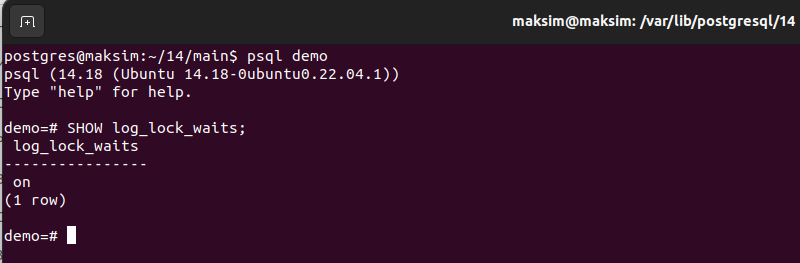 maksim@maksim: /var/lib/postgresql/14
postgres@maksim:~/14/main$ psql demo
psql (14.18 (Ubuntu 14.18-0ubuntu0.22.04.1))
Type "help" for help.
demo=# SHOW log_lock_waits;
log_lock_waits
----------------
on
(1 row)
demo=#